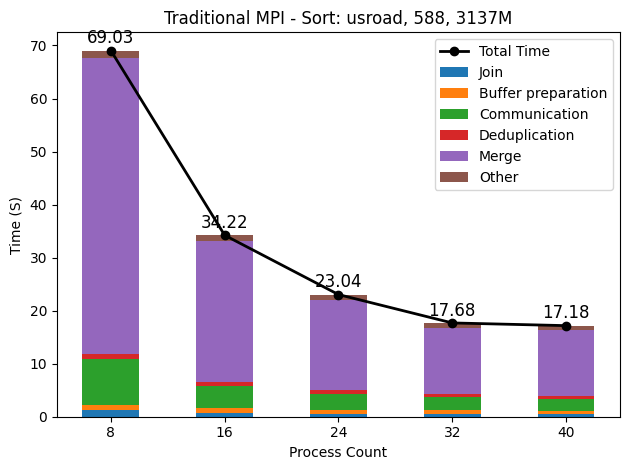 Traditional MPI - Sort: usroad, 588, 3137M
Time (S)
70
60
50
40
30
20
10
0
69.03
34.22
23.04
17.68
17.18
Total Time
Join
Buffer preparation
Communication
Deduplication
Merge
Other
8 16 24 32 40
Process Count